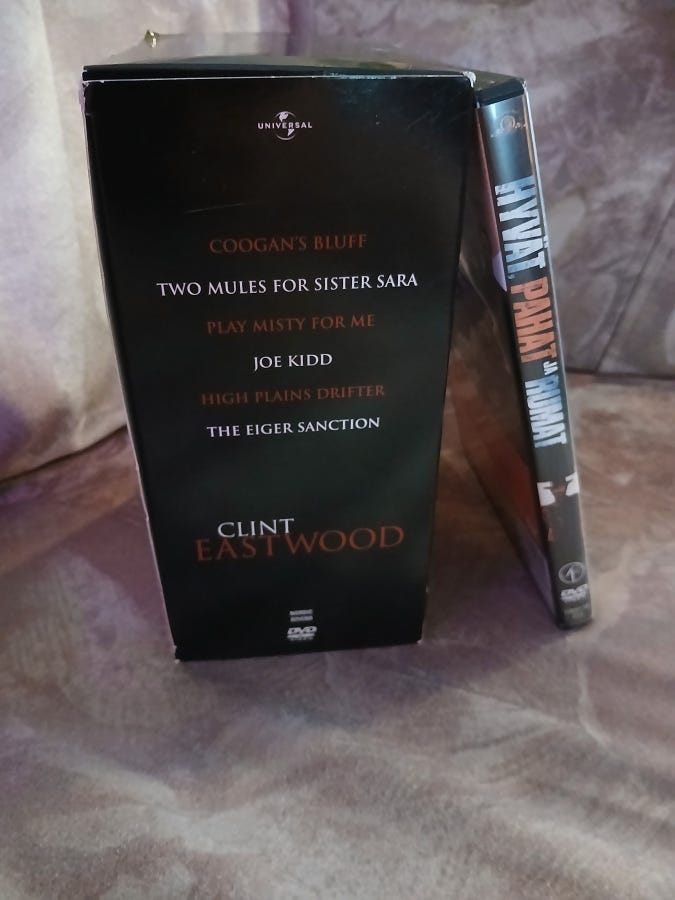 UNIVERSAL
COOGAN'S BLUFF
TWO MULES FOR SISTER SARA
PLAY MISTY FOR ME
JOE KIDD
HIGH PLAINS DRIFTER
THE EIGER SANCTION
CLINT
EASTWOOD
DVD
HYVÄT, PAHAT JA RUMAT
DVD